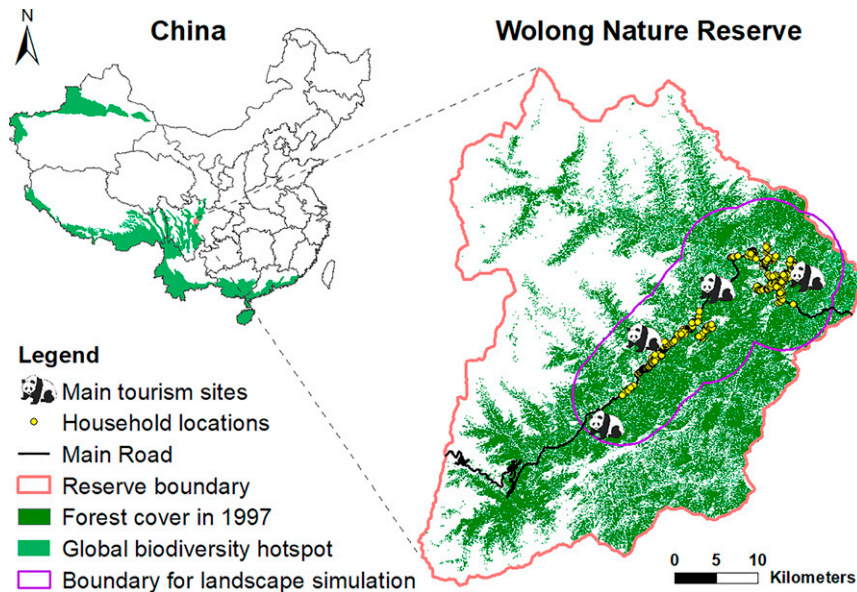 N
China
Wolong Nature Reserve
Legend
Main tourism sites
Household locations
Main Road
Reserve boundary
Forest cover in 1997
Global biodiversity hotspot
Boundary for landscape simulation
0 5 10
Kilometers